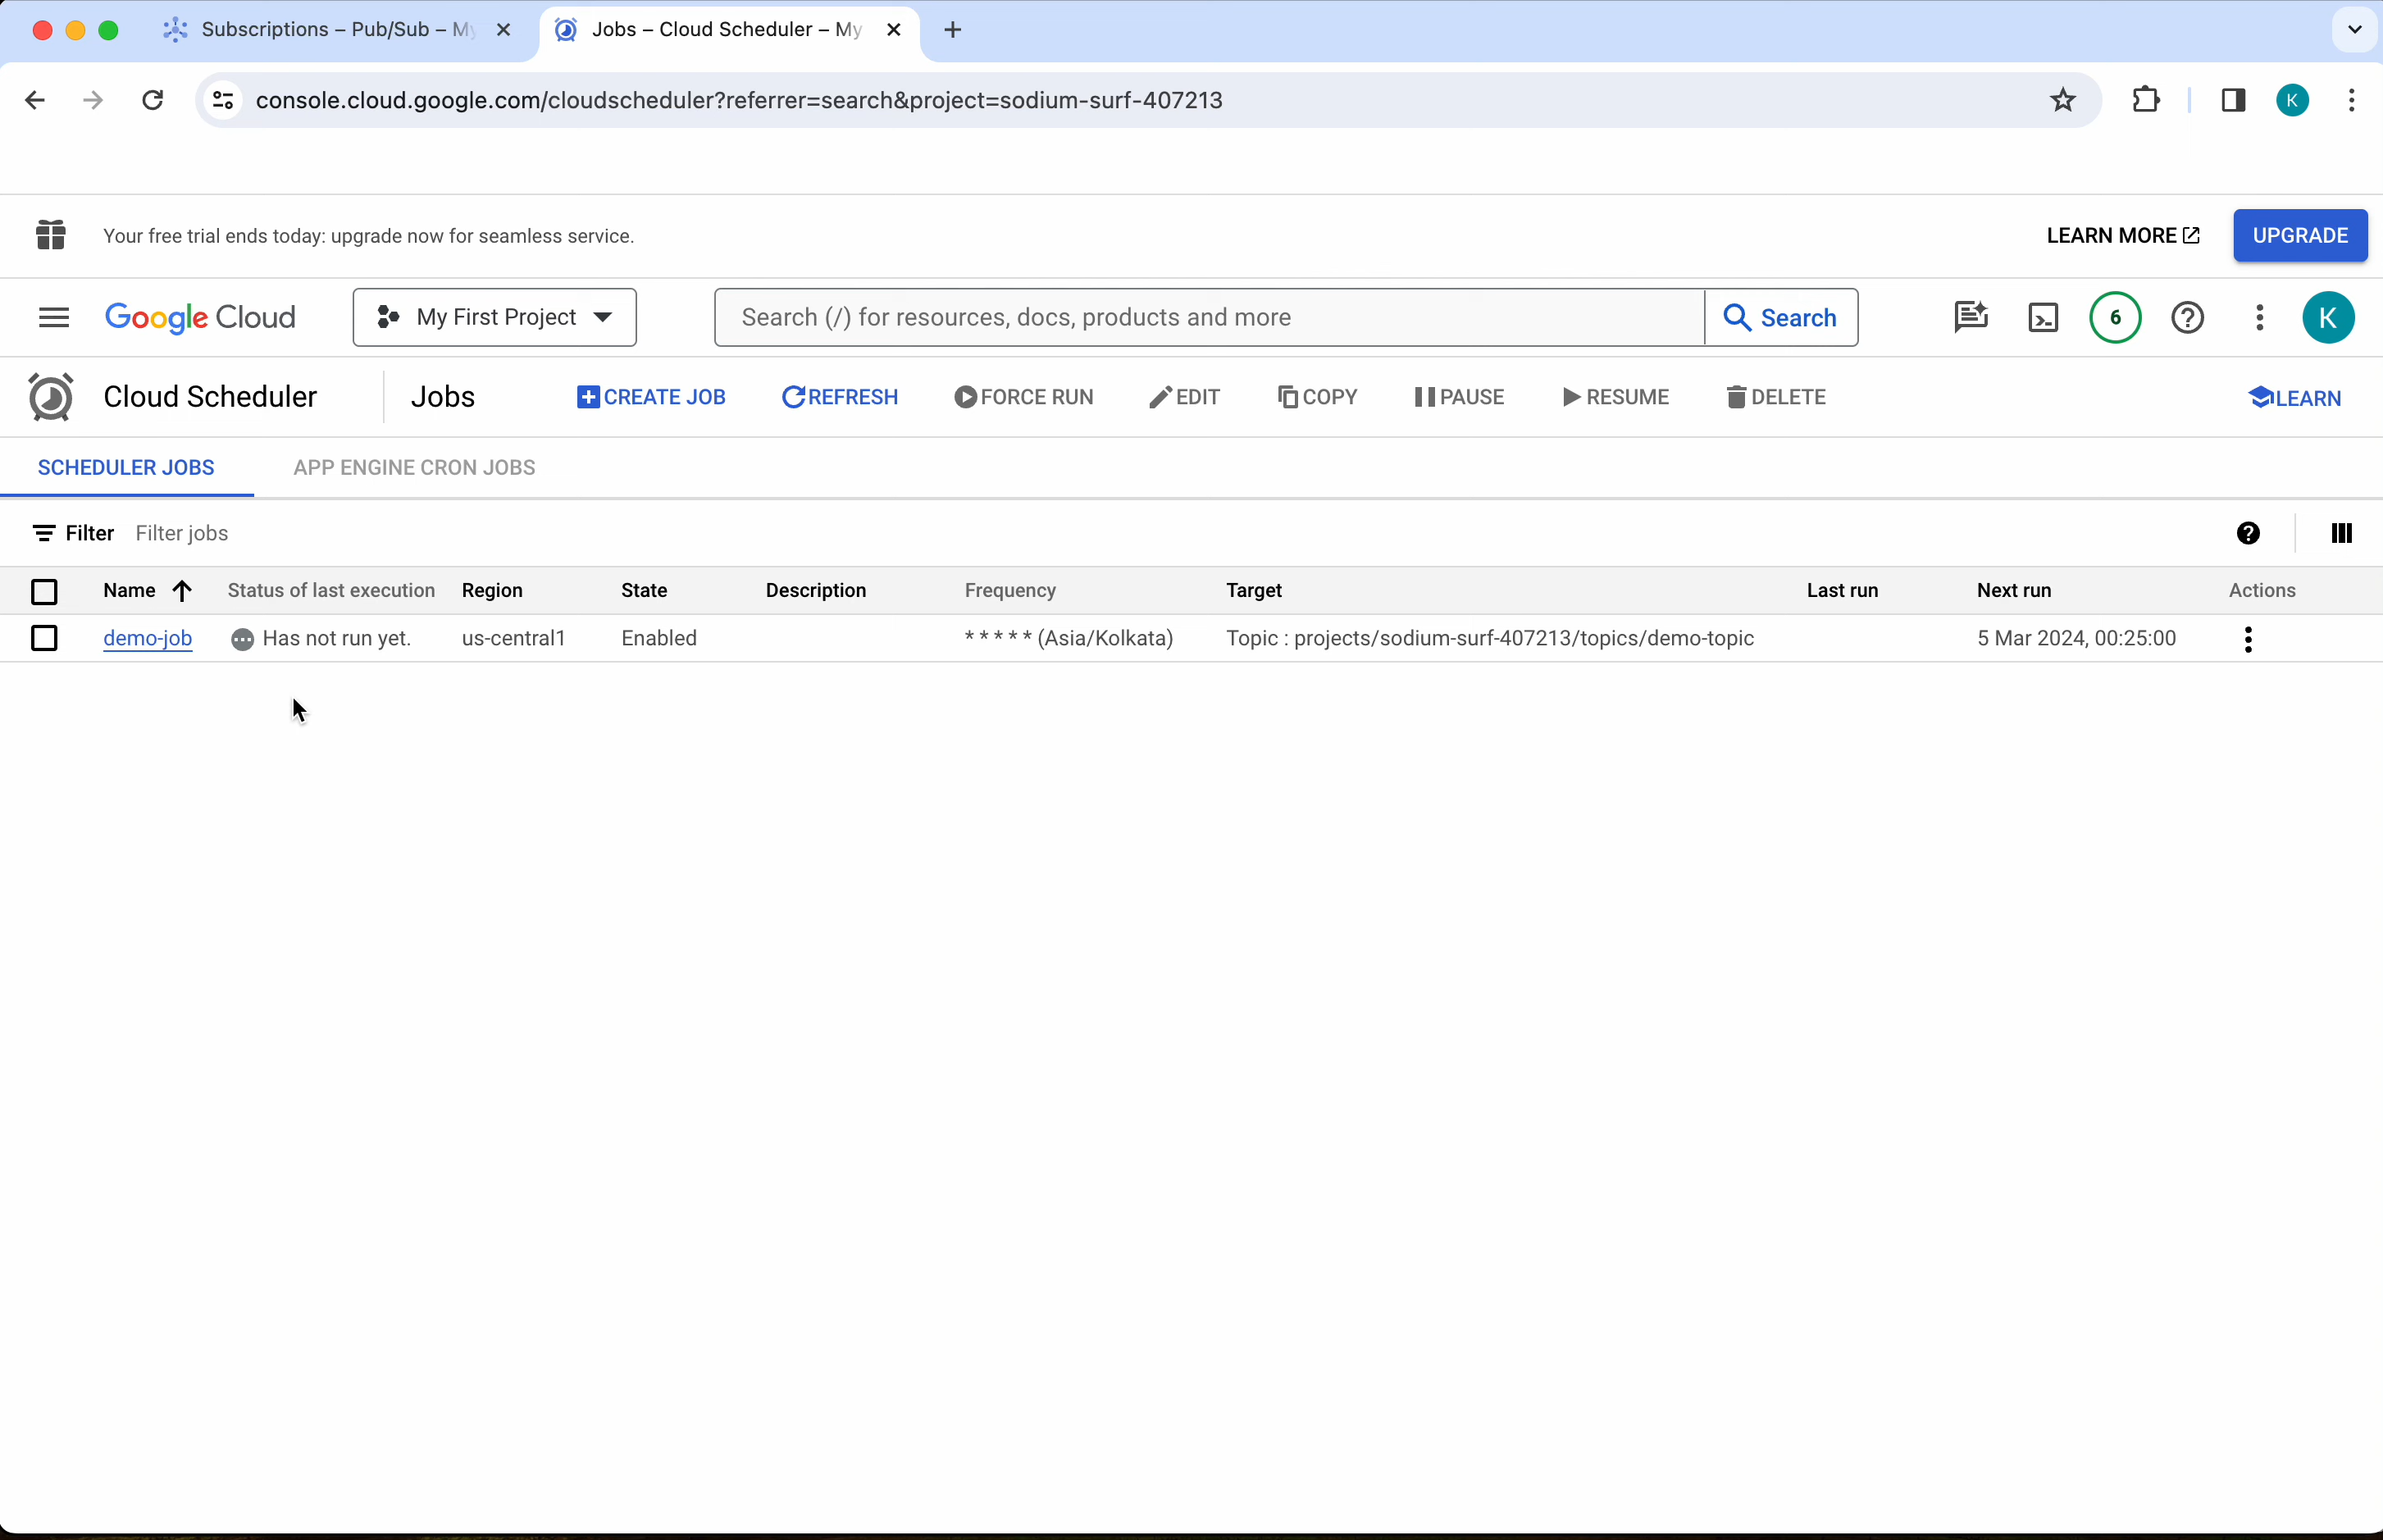 Subscriptions – Pub/Sub – My
Jobs – Cloud Scheduler – My
console.cloud.google.com/cloudscheduler?referrer=search&project=sodium-surf-407213
K
Your free trial ends today: upgrade now for seamless service.
LEARN MORE
UPGRADE
Google Cloud
My First Project
Search (/) for resources, docs, products and more
Search
6
K
Cloud Scheduler
Jobs
CREATE JOB
REFRESH
FORCE RUN
EDIT
COPY
PAUSE
RESUME
DELETE
LEARN
SCHEDULER JOBS
APP ENGINE CRON JOBS
Filter Filter jobs
Name Status of last execution Region State Description Frequency Target Last run Next run Actions
demo-job Has not run yet. us-central1 Enabled * * * * * (Asia/Kolkata) Topic : projects/sodium-surf-407213/topics/demo-topic 5 Mar 2024, 00:25:00